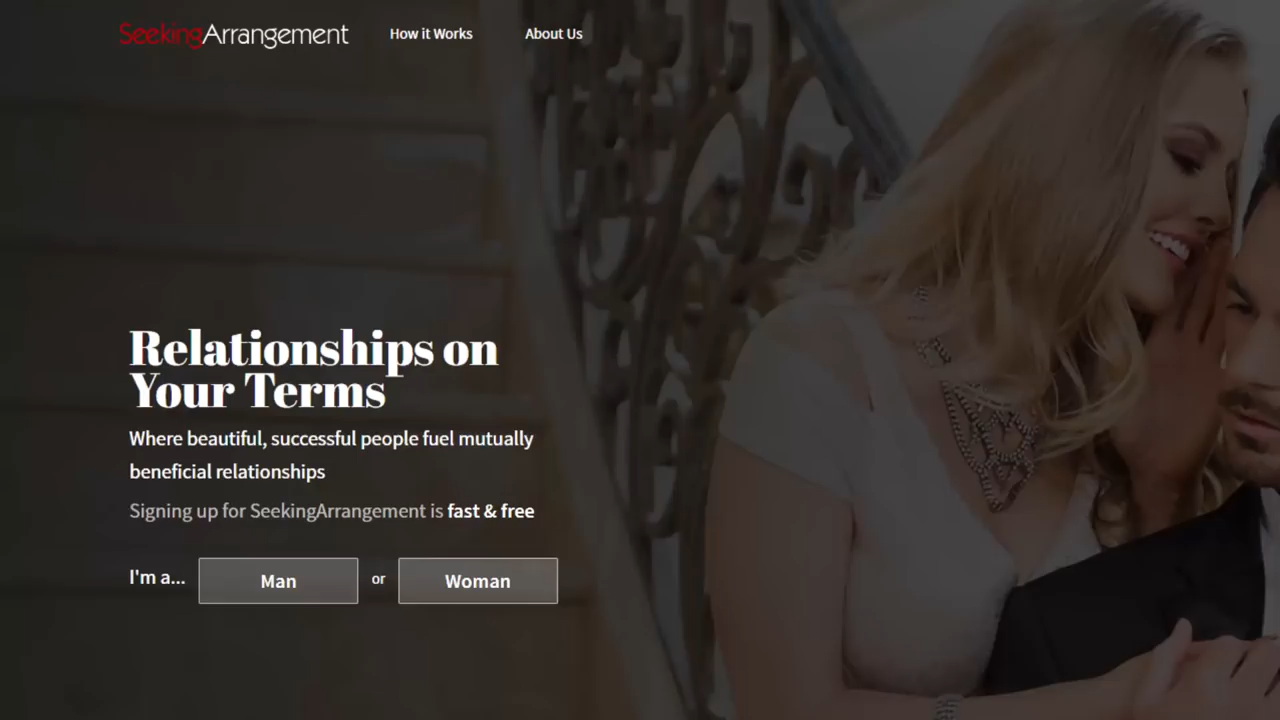 SeekingArrangement How it Works About Us
Relationships on
Your Terms
Where beautiful, successful people fuel mutually
beneficial relationships
Signing up for SeekingArrangement is fast & free
I'm a... Man or Woman